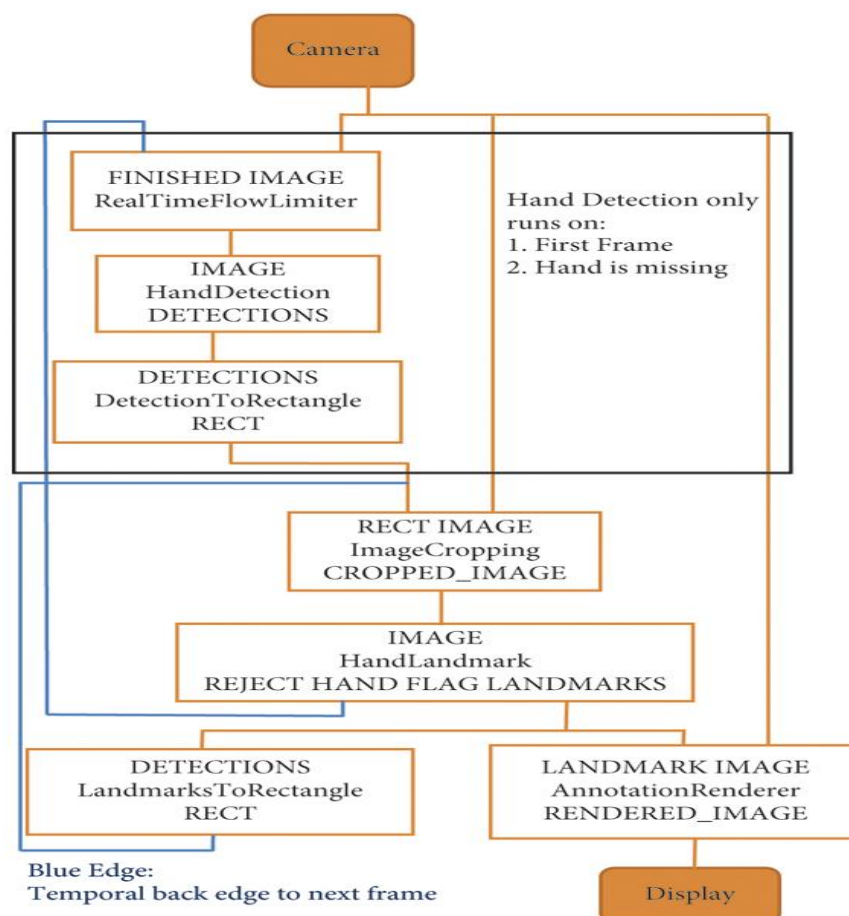 Camera
FINISHED IMAGE
RealTimeFlowLimiter
Hand Detection only
runs on:
1. First Frame
2. Hand is missing
IMAGE
HandDetection
DETECTIONS
DETECTIONS
DetectionToRectangle
RECT
RECT IMAGE
ImageCropping
CROPPED_IMAGE
IMAGE
HandLandmark
REJECT HAND FLAG LANDMARKS
DETECTIONS
LandmarksToRectangle
RECT
LANDMARK IMAGE
AnnotationRenderer
RENDERED_IMAGE
Blue Edge:
Temporal back edge to next frame
Display